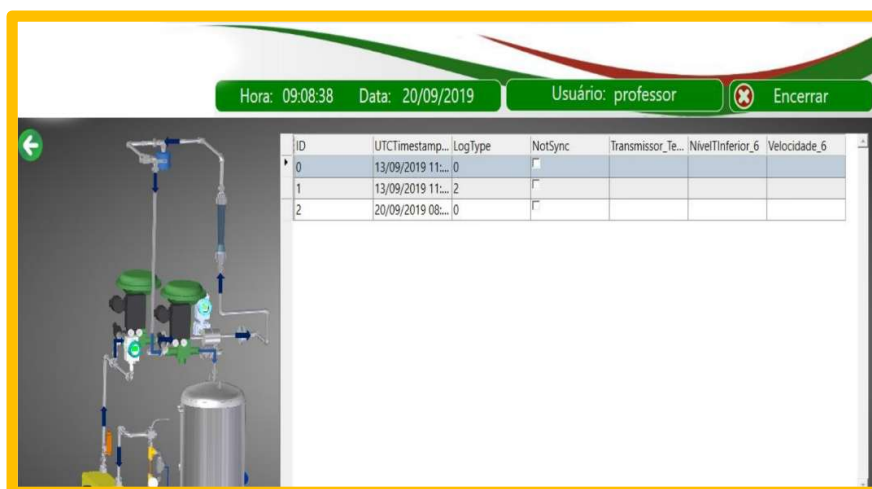 Hora: 09:08:38 Data: 20/09/2019 Usuário: professor Encerrar
ID UTCTimestamp... LogType NotSync Transmissor_Te... NívelTInferior_6 Velocidade_6
0 13/09/2019 11:... 0
1 13/09/2019 11:... 2
2 20/09/2019 08:... 0